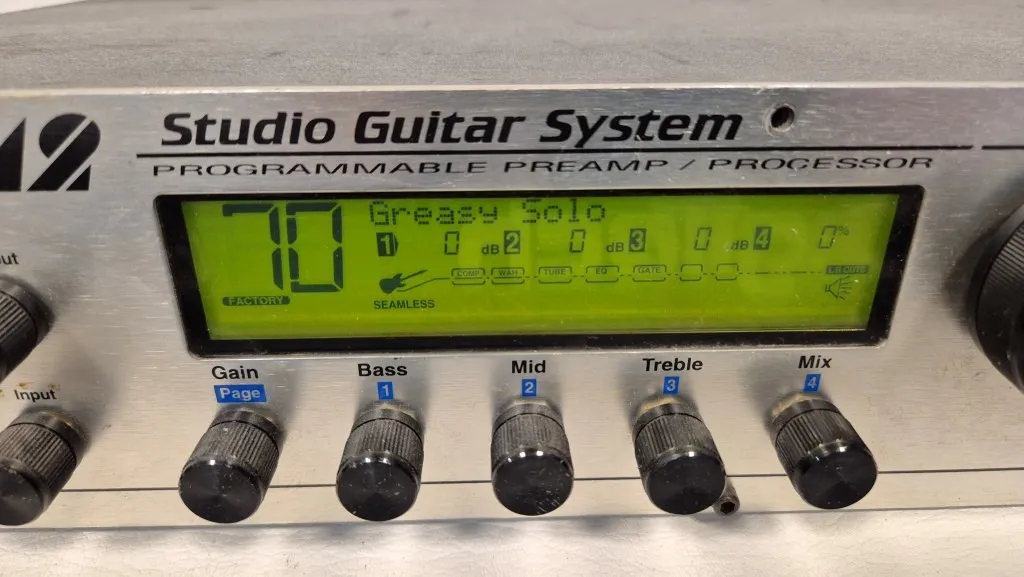 Studio Guitar System
PROGRAMMABLE PREAMP / PROCESSOR
70
Greasy Solo
1 0 dB 2 0 dB 3 0 dB 4 0%
COMP WAH TUBE EQ GATE L/R OUTS
FACTORY
SEAMLESS
Gain Bass Mid Treble Mix
Page 1 2 3 4
Input